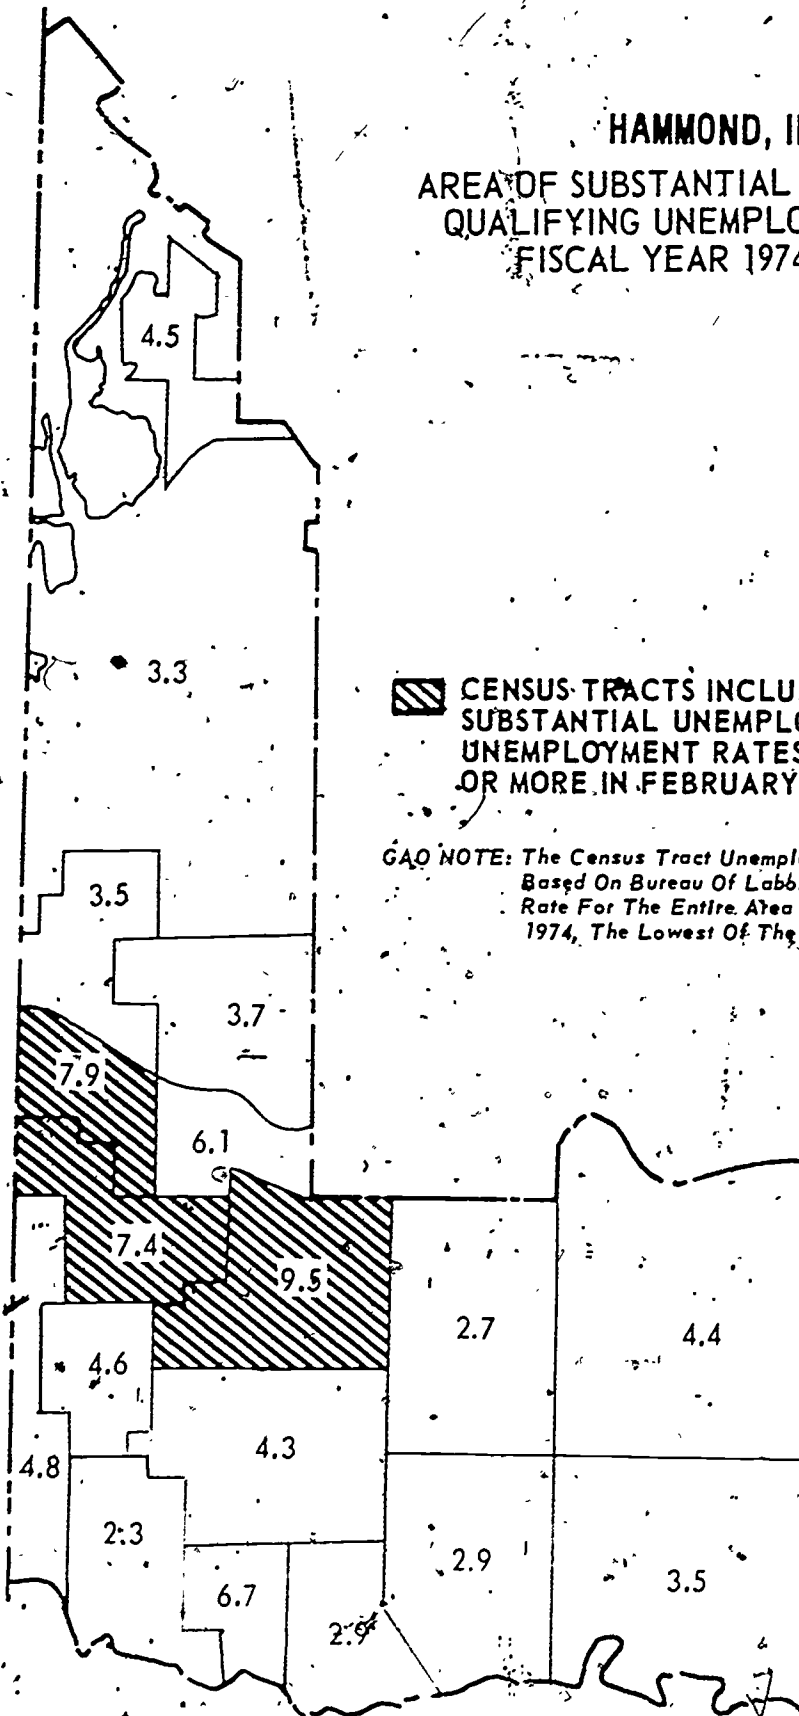 HAMMOND, I
AREA OF SUBSTANTIAL
QUALIFYING UNEMPLO
FISCAL YEAR 1974
4.5
3.3
CENSUS TRACTS INCLU
SUBSTANTIAL UNEMPLO
UNEMPLOYMENT RATES
OR MORE IN FEBRUARY
GAO NOTE: The Census Tract Unempl
Based On Bureau Of Labo
Rate For The Entire Area
1974, The Lowest Of The
3.5
3.7
7.9
6.1
7.4
9.5
2.7
4.4
4.6
4.3
4.8
2.3
2.9
6.7
3.5
2.9